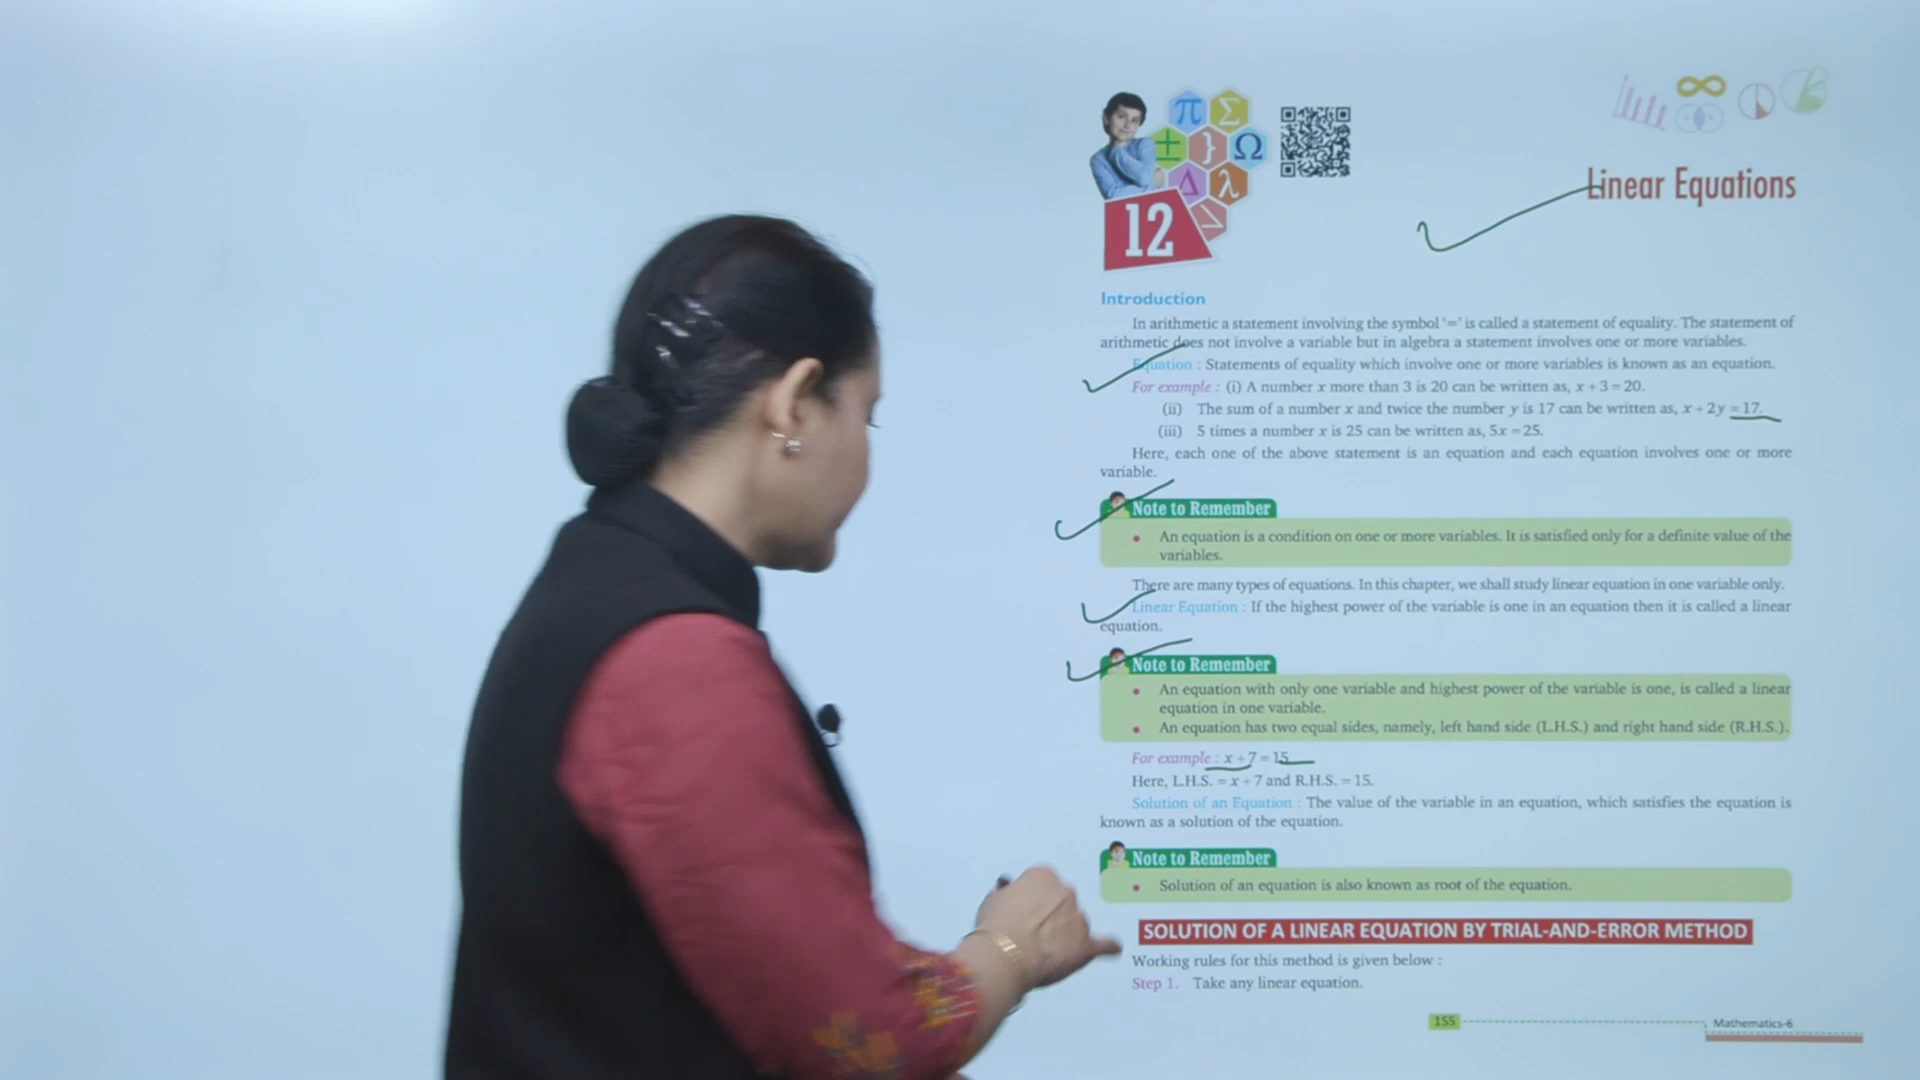 π Σ
± } Ω
Δ λ
12
Linear Equations
Introduction
In arithmetic a statement involving the symbol '=' is called a statement of equality. The statement of
arithmetic does not involve a variable but in algebra a statement involves one or more variables.
Equation : Statements of equality which involve one or more variables is known as an equation.
For example : (i) A number x more than 3 is 20 can be written as, x + 3 = 20.
(ii) The sum of a number x and twice the number y is 17 can be written as, x + 2y = 17.
(iii) 5 times a number x is 25 can be written as, 5x = 25.
Here, each one of the above statement is an equation and each equation involves one or more
variable.
Note to Remember
• An equation is a condition on one or more variables. It is satisfied only for a definite value of the
variables.
There are many types of equations. In this chapter, we shall study linear equation in one variable only.
Linear Equation : If the highest power of the variable is one in an equation then it is called a linear
equation.
Note to Remember
• An equation with only one variable and highest power of the variable is one, is called a linear
equation in one variable.
• An equation has two equal sides, namely, left hand side (L.H.S.) and right hand side (R.H.S.).
For example : x + 7 = 15
Here, L.H.S. = x + 7 and R.H.S. = 15.
Solution of an Equation : The value of the variable in an equation, which satisfies the equation is
known as a solution of the equation.
Note to Remember
• Solution of an equation is also known as root of the equation.
SOLUTION OF A LINEAR EQUATION BY TRIAL-AND-ERROR METHOD
Working rules for this method is given below :
Step 1. Take any linear equation.
155
Mathematics-6